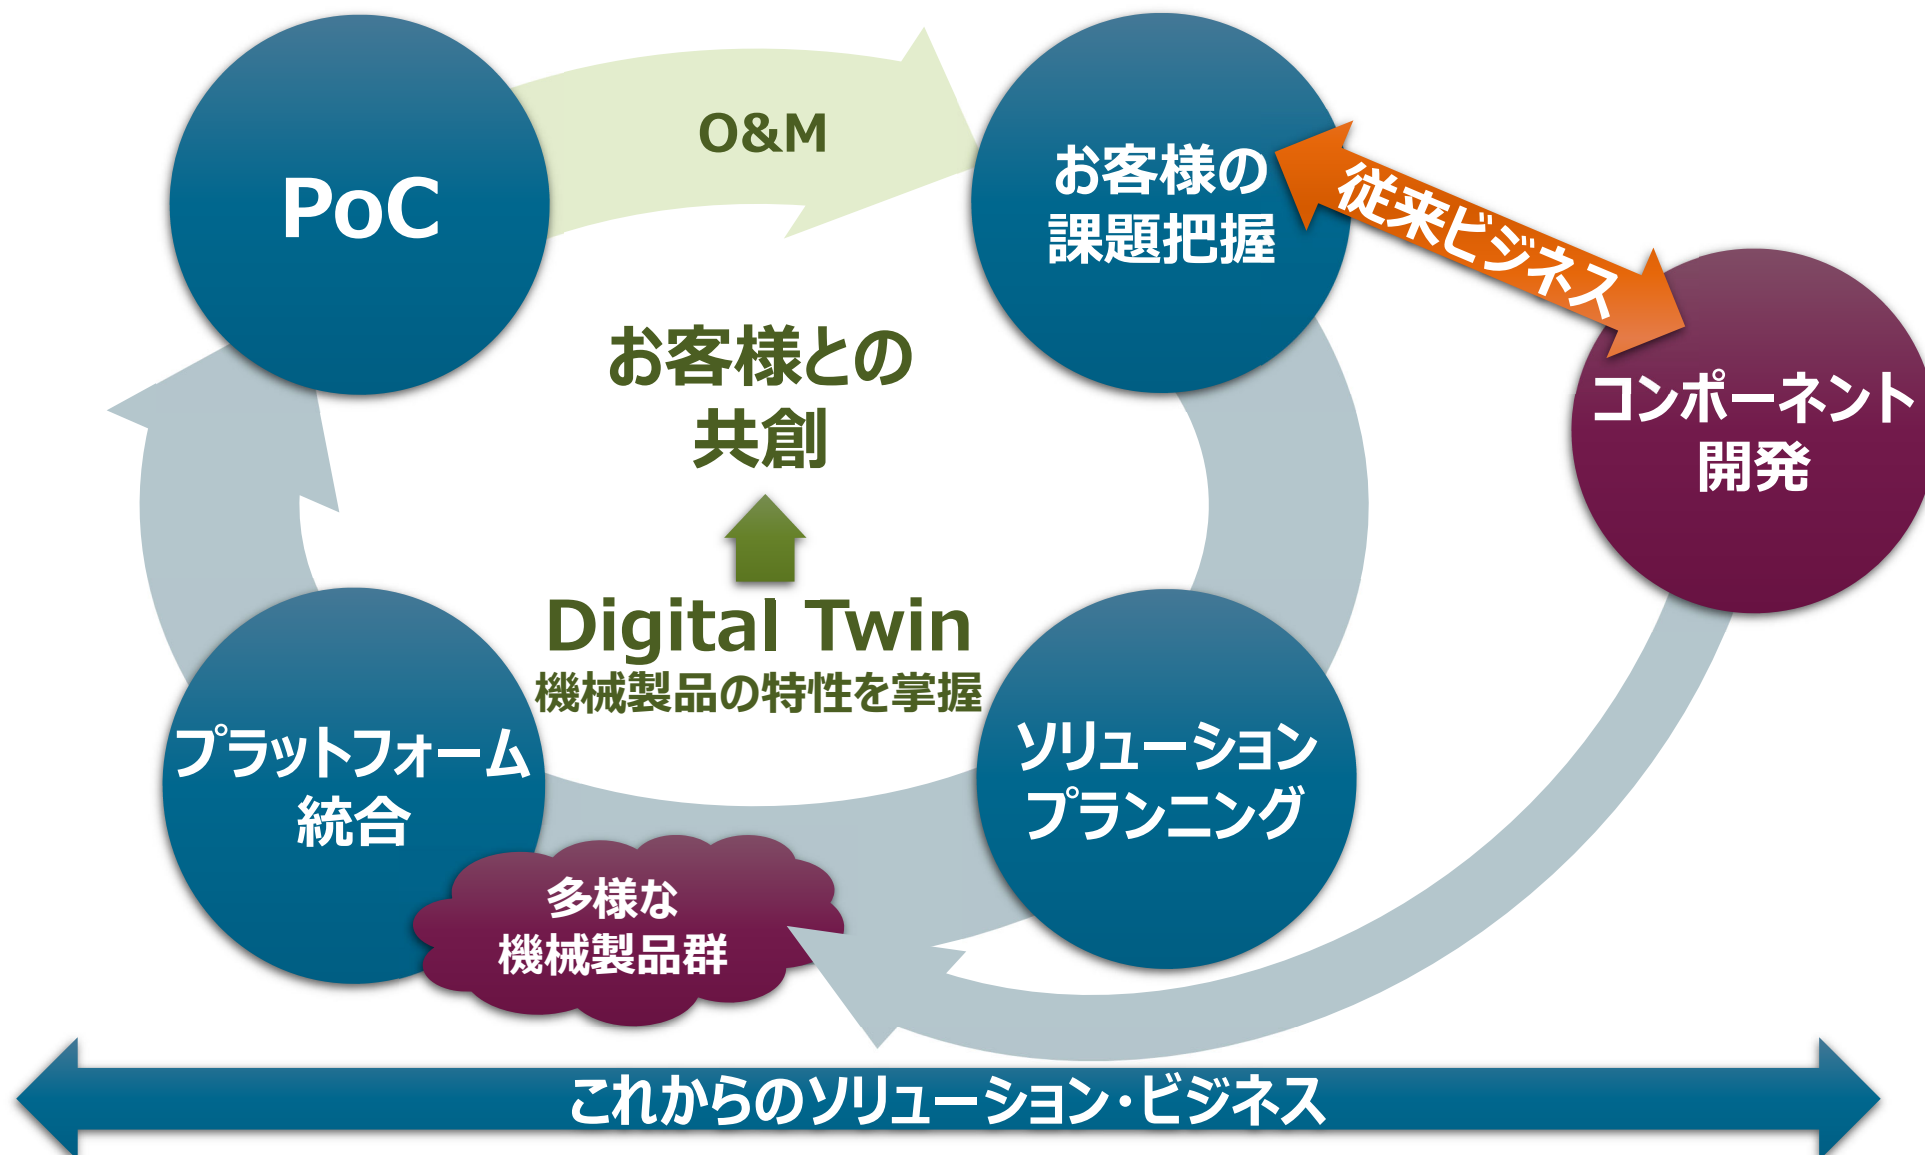 PoC
O&M
お客様の
課題把握
従来ビジネス
コンポーネント
開発
お客様との
共創
Digital Twin
機械製品の特性を掌握
ソリューション
プランニング
プラットフォーム
統合
多様な
機械製品群
これからのソリューション・ビジネス